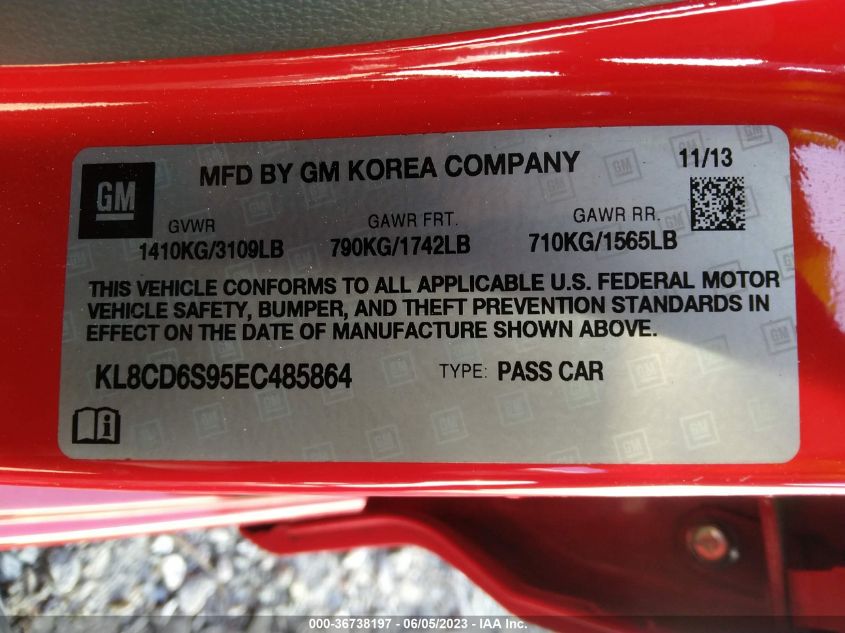 GM
MFD BY GM KOREA COMPANY
11/13
GVWR
1410KG/3109LB
GAWR FRT.
790KG/1742LB
GAWR RR.
710KG/1565LB
THIS VEHICLE CONFORMS TO ALL APPLICABLE U.S. FEDERAL MOTOR
VEHICLE SAFETY, BUMPER, AND THEFT PREVENTION STANDARDS IN
EFFECT ON THE DATE OF MANUFACTURE SHOWN ABOVE.
KL8CD6S95EC485864
TYPE: PASS CAR
000-36738197 - 06/05/2023 - IAA Inc.